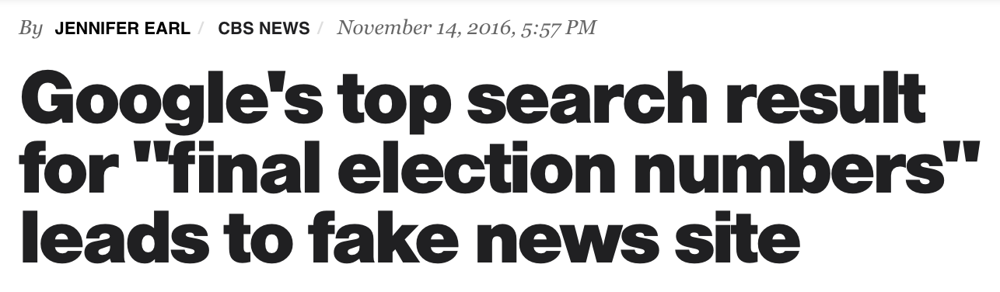 By JENNIFER EARL / CBS NEWS / November 14, 2016, 5:57 PM
Google's top search result
for "final election numbers"
leads to fake news site